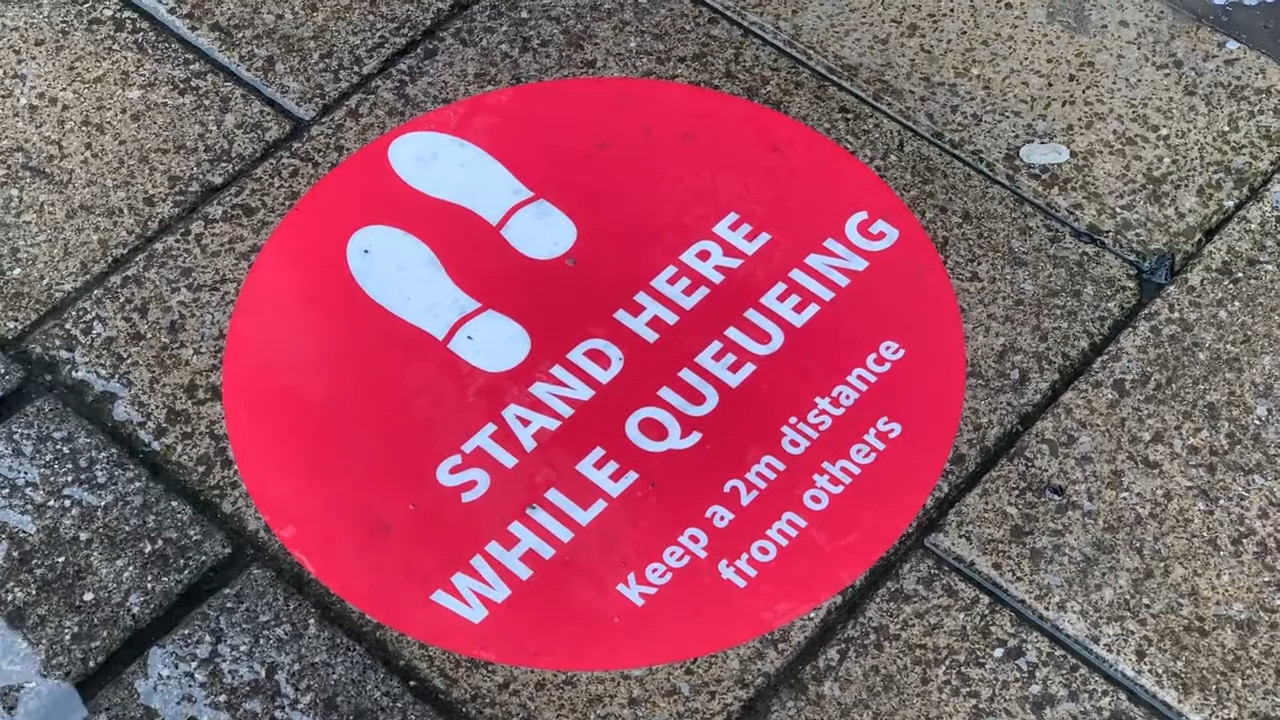 STAND HERE
WHILE QUEUEING
Keep a 2m distance
from others